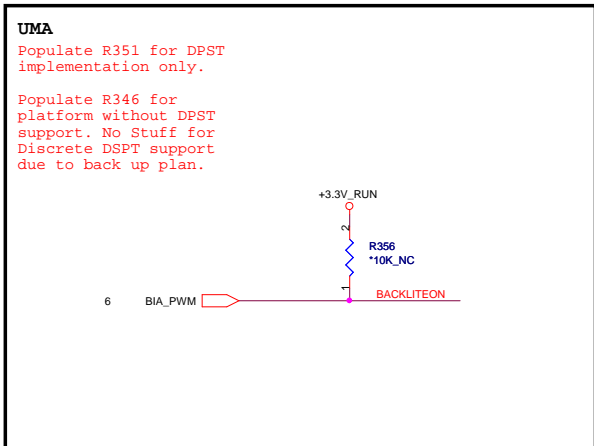 UMA
Populate R351 for DPST
implementation only.
Populate R346 for
platform without DPST
support. No Stuff for
Discrete DSPT support
due to back up plan.
+3.3V_RUN
2
R356
*10K_NC
1
6 BIA_PWM BACKLITEON